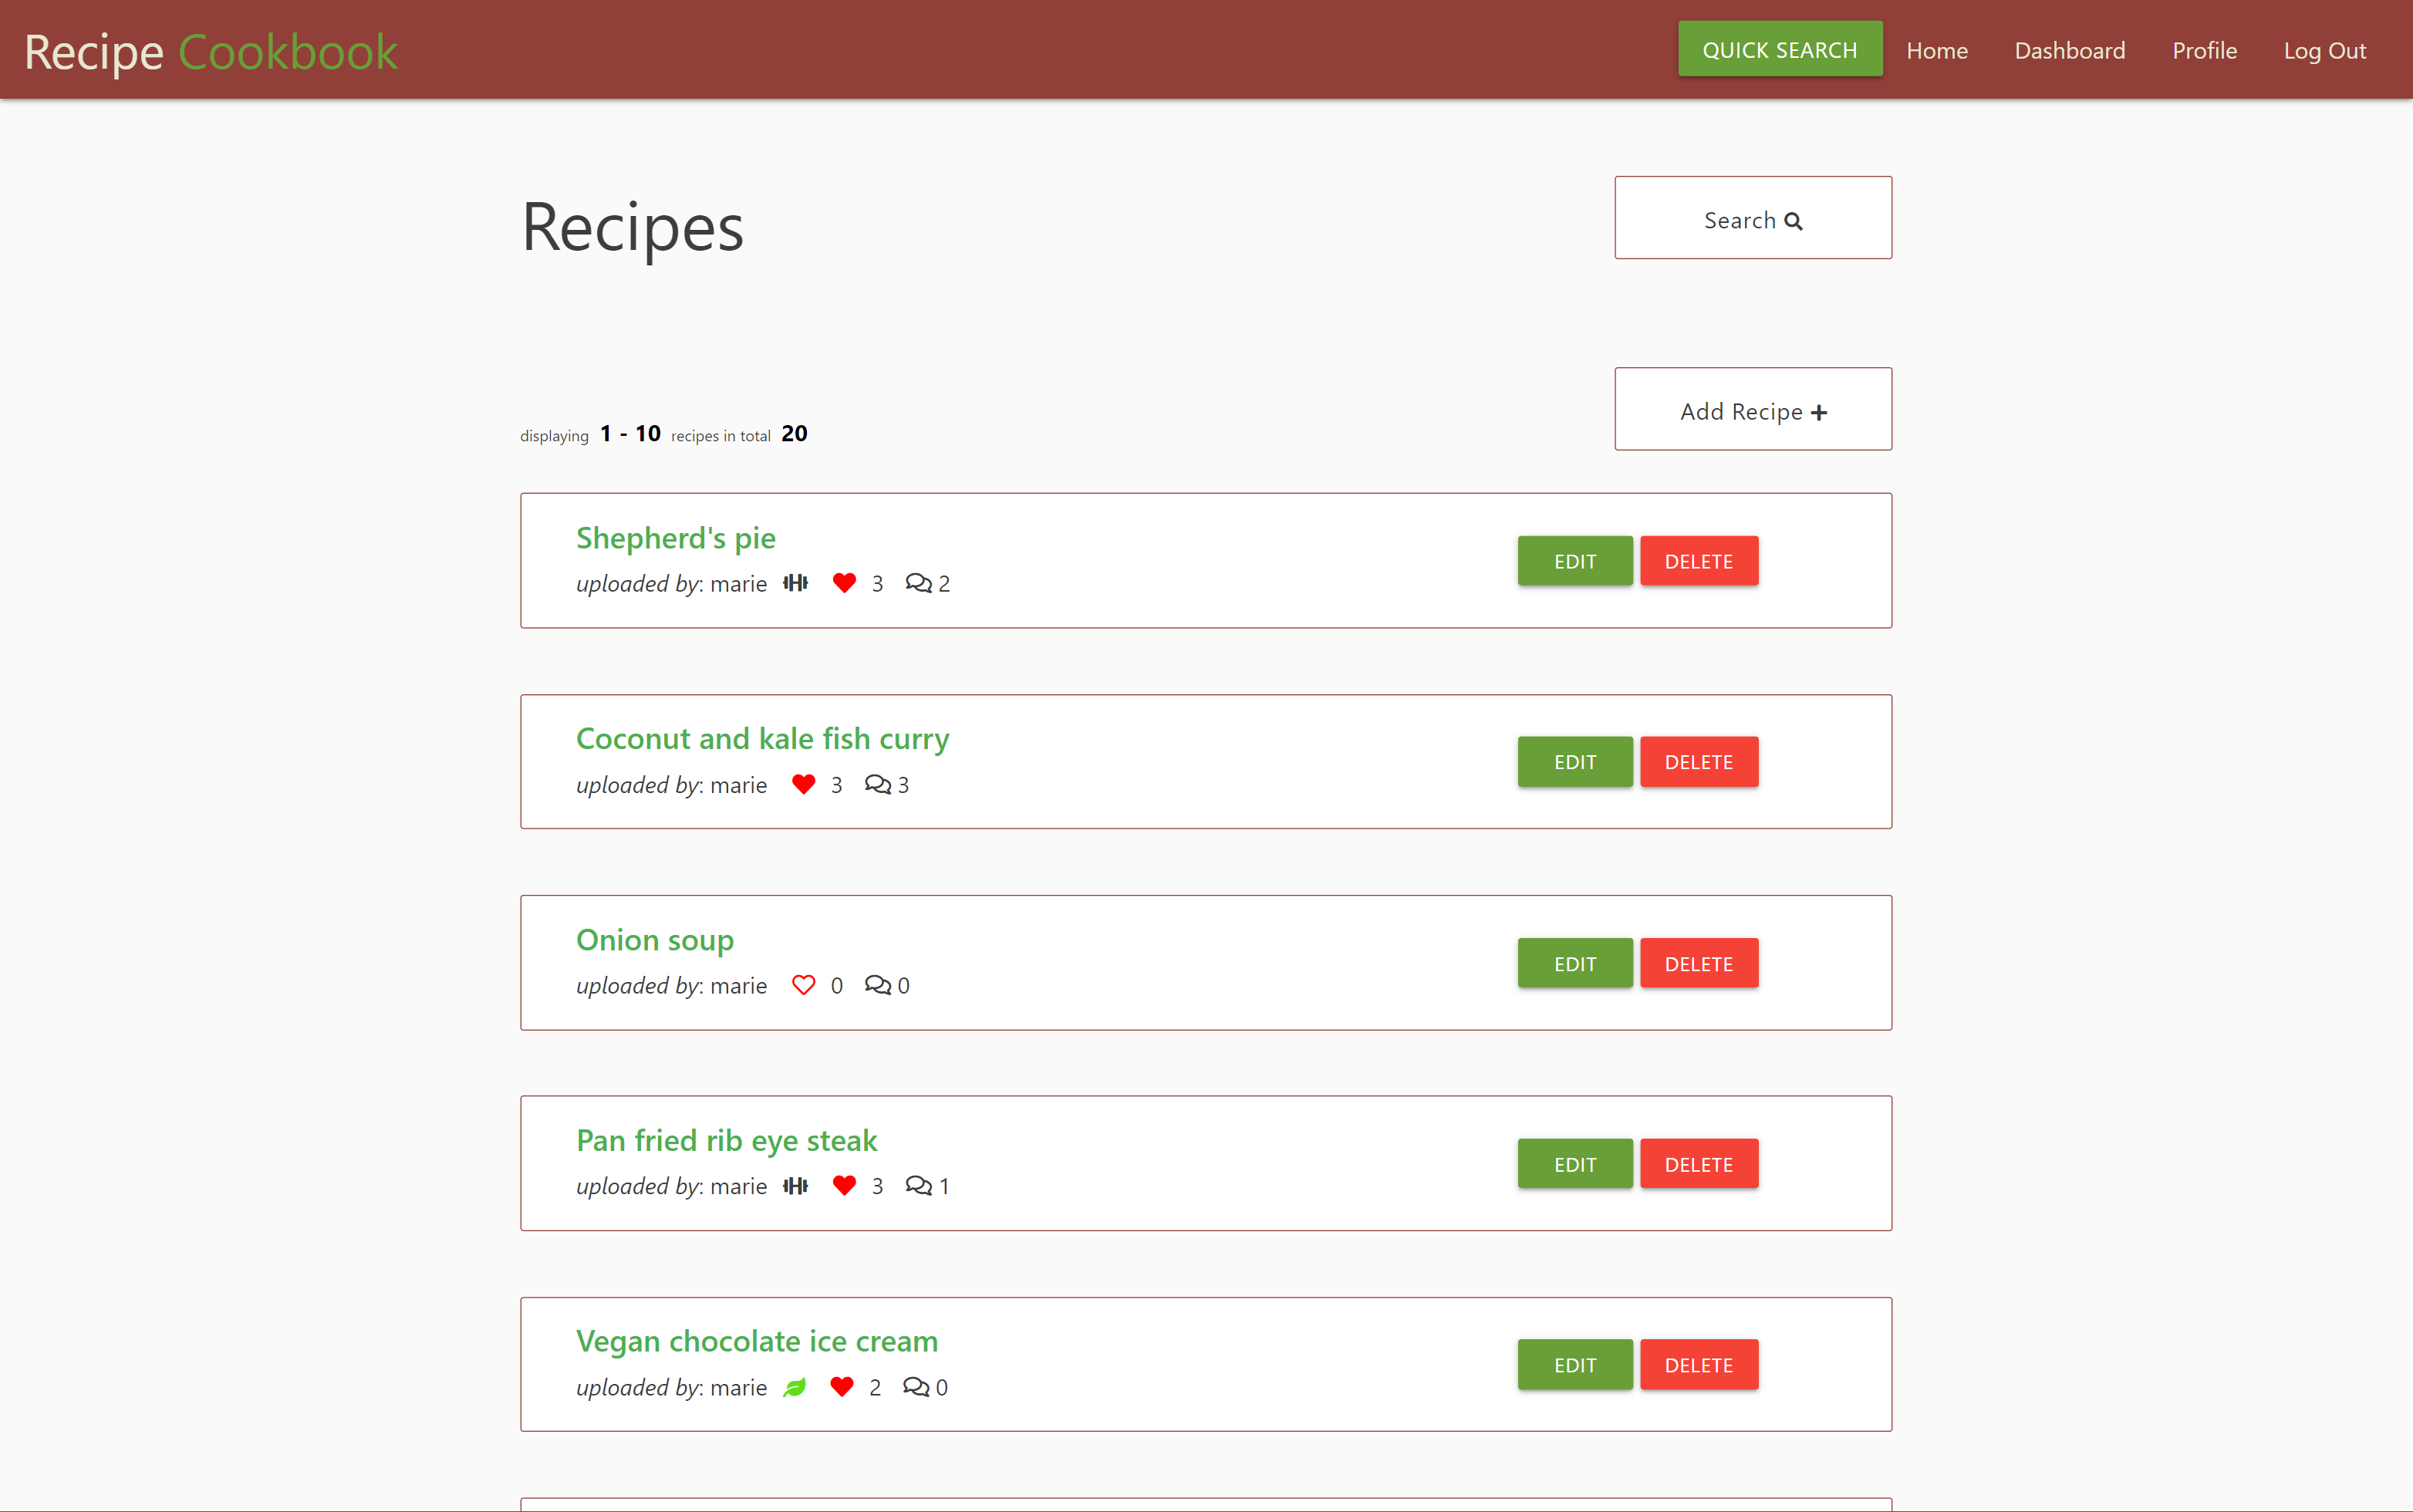 Recipe Cookbook
QUICK SEARCH Home Dashboard Profile Log Out
Recipes
Search
Add Recipe
displaying 1 - 10 recipes in total 20
Shepherd's pie
uploaded by: marie 3 2
EDIT DELETE
Coconut and kale fish curry
uploaded by: marie 3 3
EDIT DELETE
Onion soup
uploaded by: marie 0 0
EDIT DELETE
Pan fried rib eye steak
uploaded by: marie 3 1
EDIT DELETE
Vegan chocolate ice cream
uploaded by: marie 2 0
EDIT DELETE